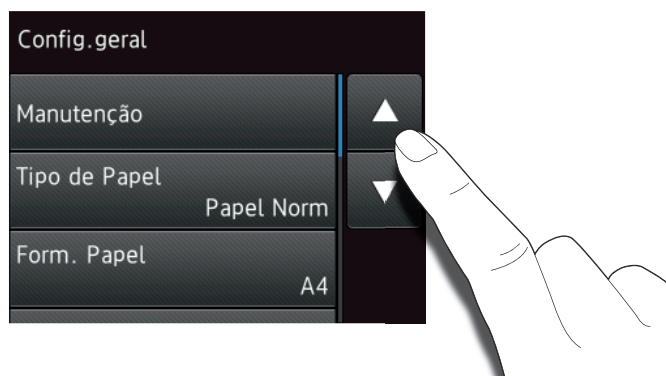 Config.geral
Manutenção
Tipo de Papel
Papel Norm
Form. Papel
A4